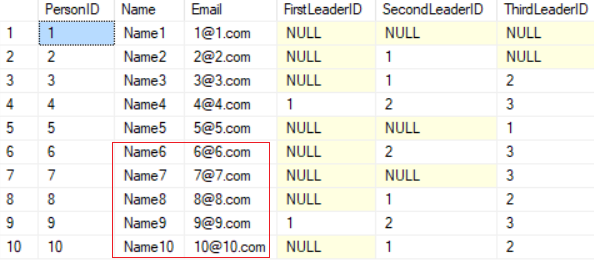 PersonID Name Email FirstLeaderID SecondLeaderID ThirdLeaderID
1 1 Name1 1@1.com NULL NULL NULL
2 2 Name2 2@2.com NULL 1 NULL
3 3 Name3 3@3.com NULL 1 2
4 4 Name4 4@4.com 1 2 3
5 5 Name5 5@5.com NULL NULL 1
6 6 Name6 6@6.com NULL 2 3
7 7 Name7 7@7.com NULL NULL 3
8 8 Name8 8@8.com NULL 1 2
9 9 Name9 9@9.com 1 2 3
10 10 Name10 10@10.com NULL 1 2